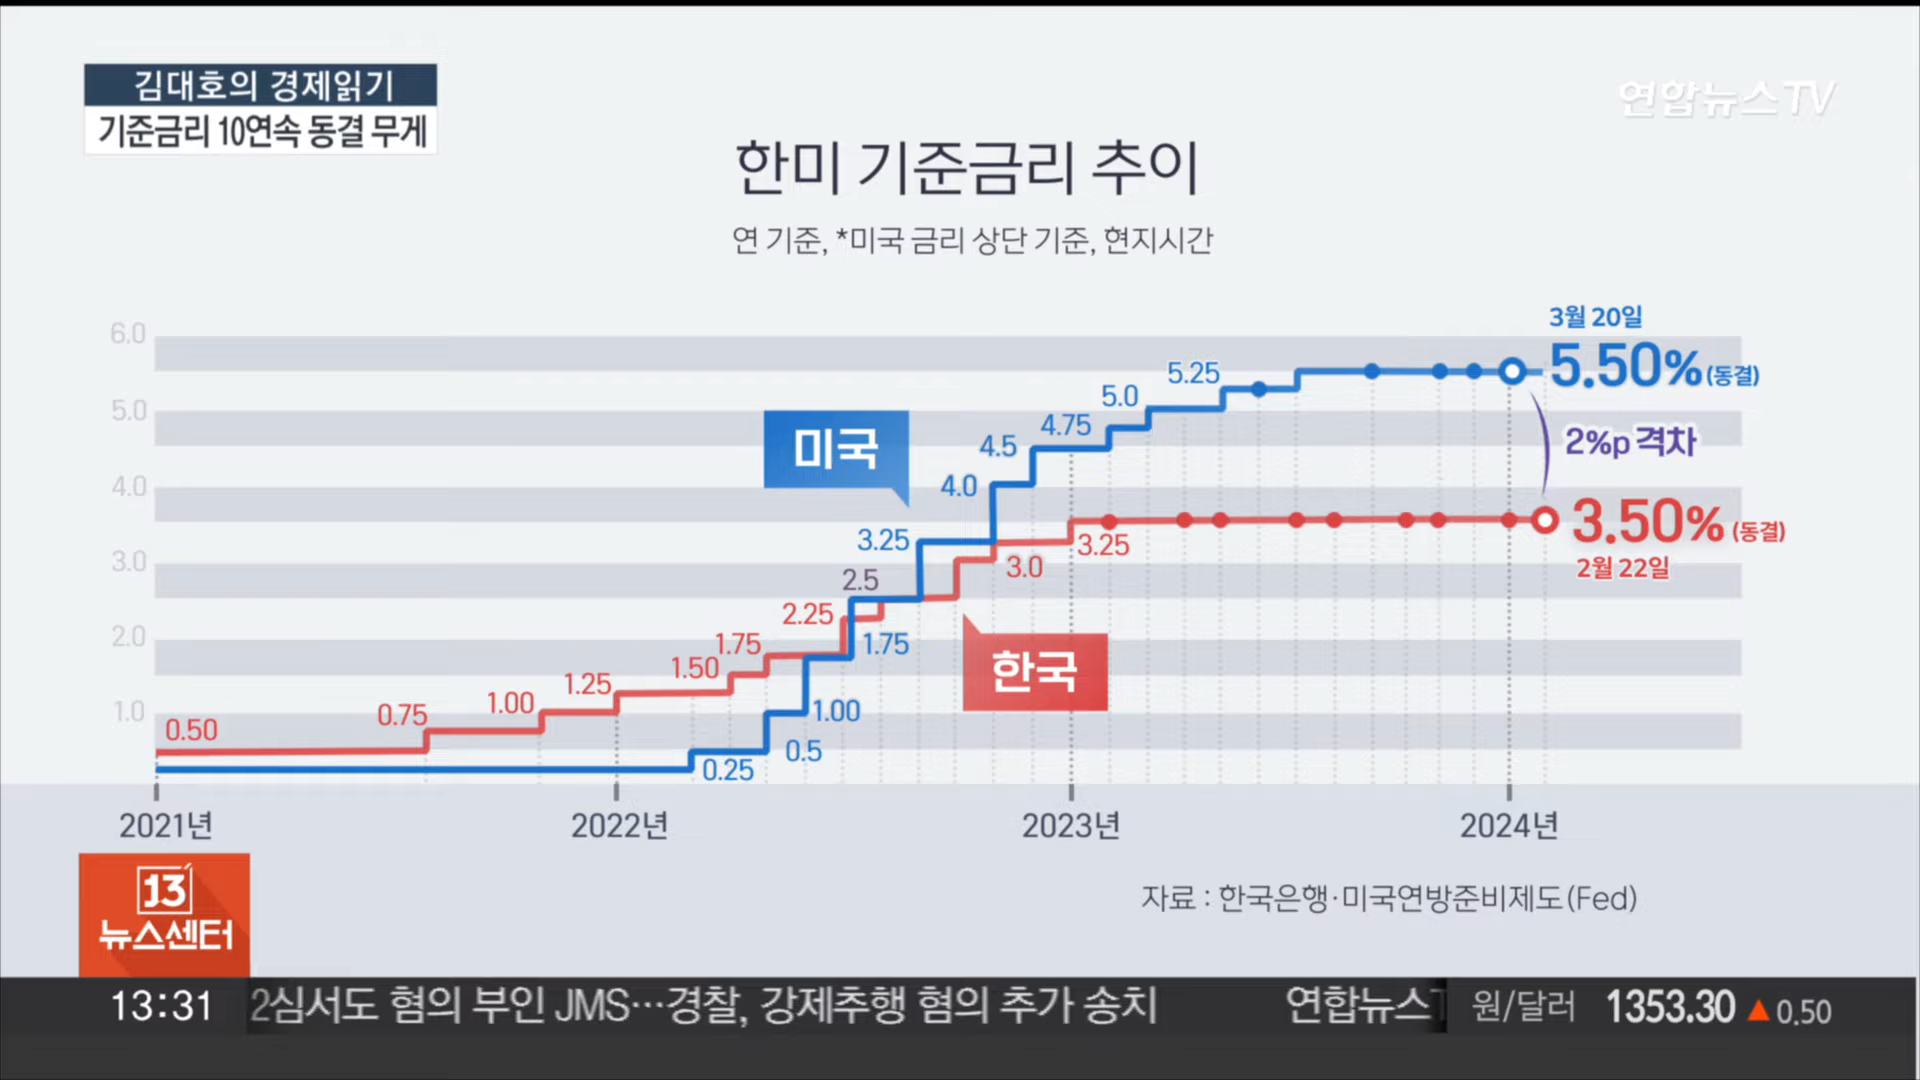 김대호의 경제읽기
기준금리 10연속 동결 무게
연합뉴스TV
한미 기준금리 추이
연 기준, *미국 금리 상단 기준, 현지시간
6.0
5.0
4.0
3.0
2.0
1.0
3월 20일
5.50% (동결)
2%p 격차
3.50% (동결)
2월 22일
미국
한국
0.50
0.75
1.00
1.25
1.50
1.75
2.25
2.5
3.0
3.25
0.25
0.5
1.00
1.75
3.25
4.0
4.5
4.75
5.0
5.25
2021년
2022년
2023년
2024년
자료 : 한국은행·미국연방준비제도(Fed)
13
뉴스센터
13:31
2심서도 혐의 부인 JMS…경찰, 강제추행 혐의 추가 송치
연합뉴스T
원/달러 1353.30 ▲0.50